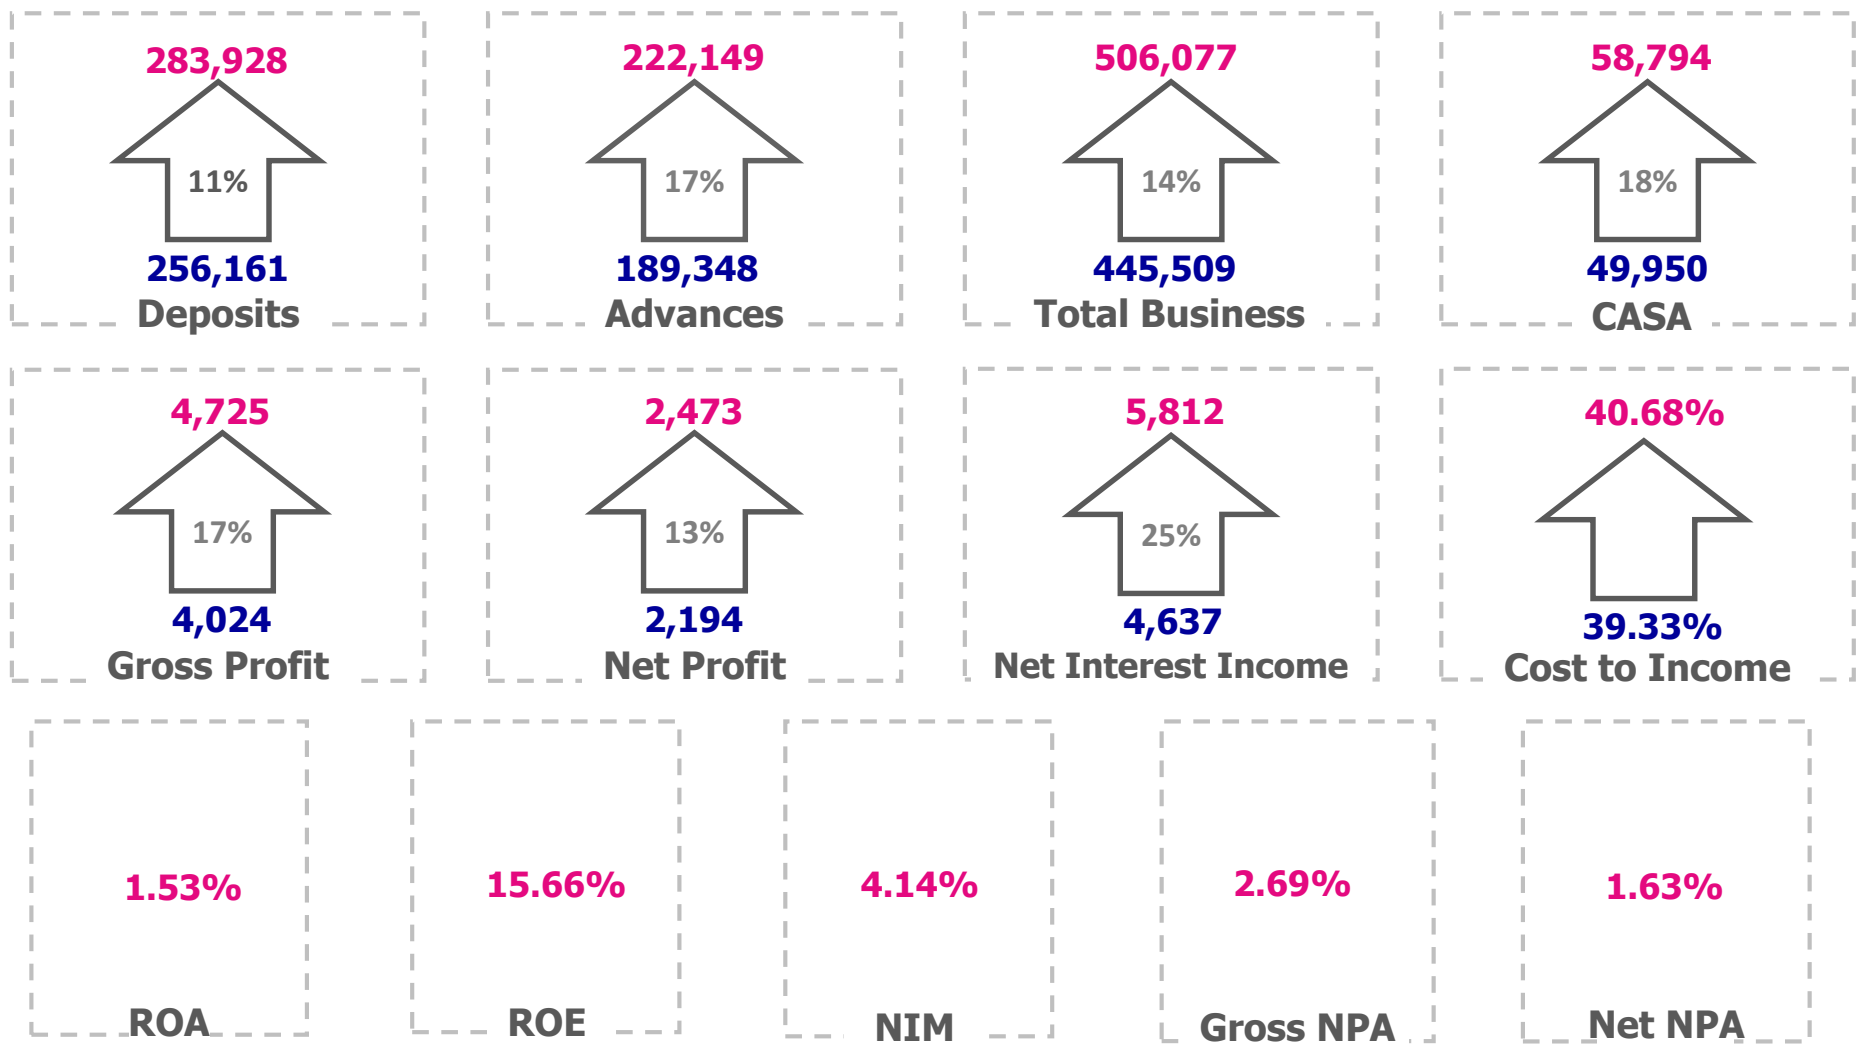 283,928
11%
256,161
Deposits
222,149
17%
189,348
Advances
506,077
14%
445,509
Total Business
58,794
18%
49,950
CASA
4,725
17%
4,024
Gross Profit
2,473
13%
2,194
Net Profit
5,812
25%
4,637
Net Interest Income
40.68%
39.33%
Cost to Income
1.53%
ROA
15.66%
ROE
4.14%
NIM
2.69%
Gross NPA
1.63%
Net NPA